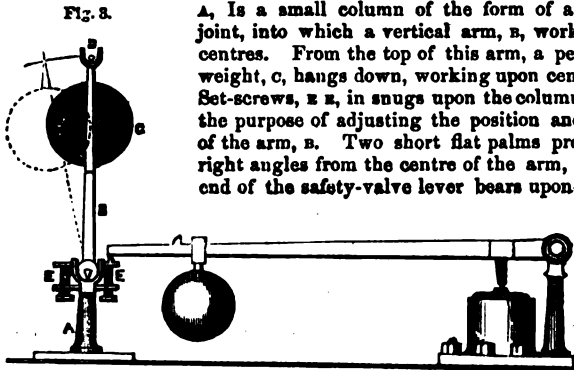 Fig. 3.
A, Is a small column of the form of a
joint, into which a vertical arm, B, work
centres. From the top of this arm, a pe
weight, C, hangs down, working upon cen
Set-screws, E E, in snugs upon the colum
the purpose of adjusting the position an
of the arm, B. Two short flat palms pr
right angles from the centre of the arm,
end of the safety-valve lever bears upon
C
B
E
E
A